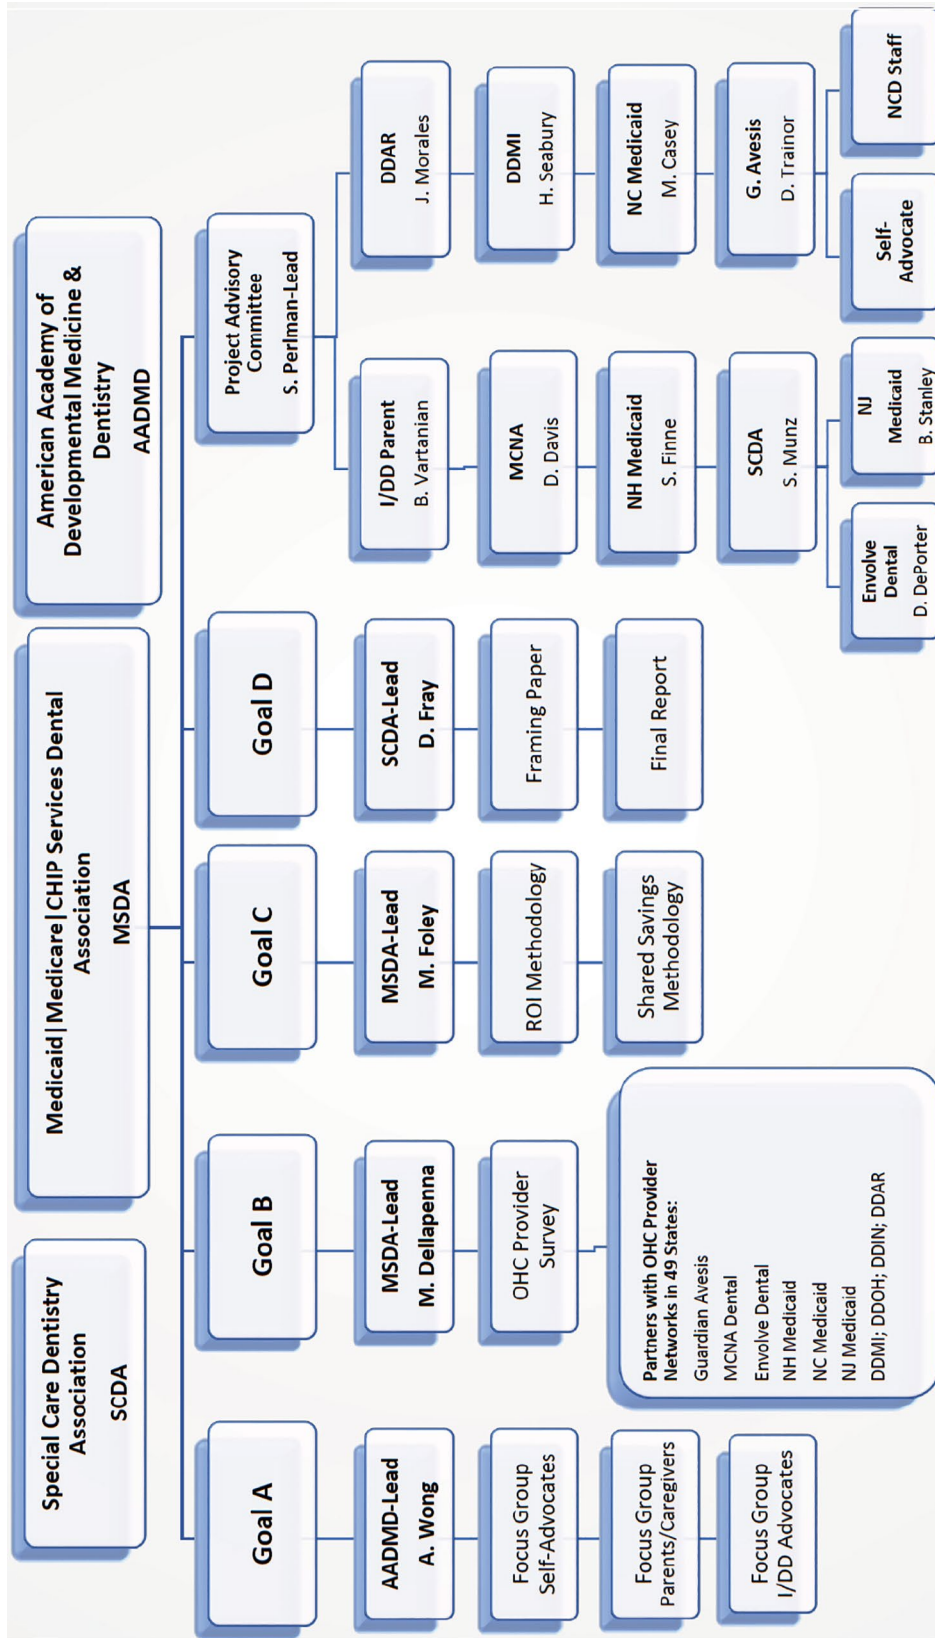 Special Care Dentistry
Association
SCDA
Medicaid|Medicare|CHIP Services Dental
Association
MSDA
American Academy of
Developmental Medicine &
Dentistry
AADMD
Goal A
AADMD-Lead
A. Wong
Focus Group
Self-Advocates
Focus Group
Parents/Caregivers
Focus Group
I/DD Advocates
Goal B
MSDA-Lead
M. Dellapenna
OHC Provider
Survey
Partners with OHC Provider
Networks in 49 States:
Guardian Avesis
MCNA Dental
Envolve Dental
NH Medicaid
NC Medicaid
NJ Medicaid
DDMI; DDOH; DDIN; DDAR
Goal C
MSDA-Lead
M. Foley
ROI Methodology
Shared Savings
Methodology
Goal D
SCDA-Lead
D. Fray
Framing Paper
Final Report
Project Advisory
Committee
S. Perlman-Lead
I/DD Parent
B. Vartanian
MCNA
D. Davis
NH Medicaid
S. Finne
SCDA
S. Munz
Envolve
Dental
D. DePorter
NJ
Medicaid
B. Stanley
DDAR
J. Morales
DDMI
H. Seabury
NC Medicaid
M. Casey
G. Avesis
D. Trainor
Self-
Advocate
NCD Staff